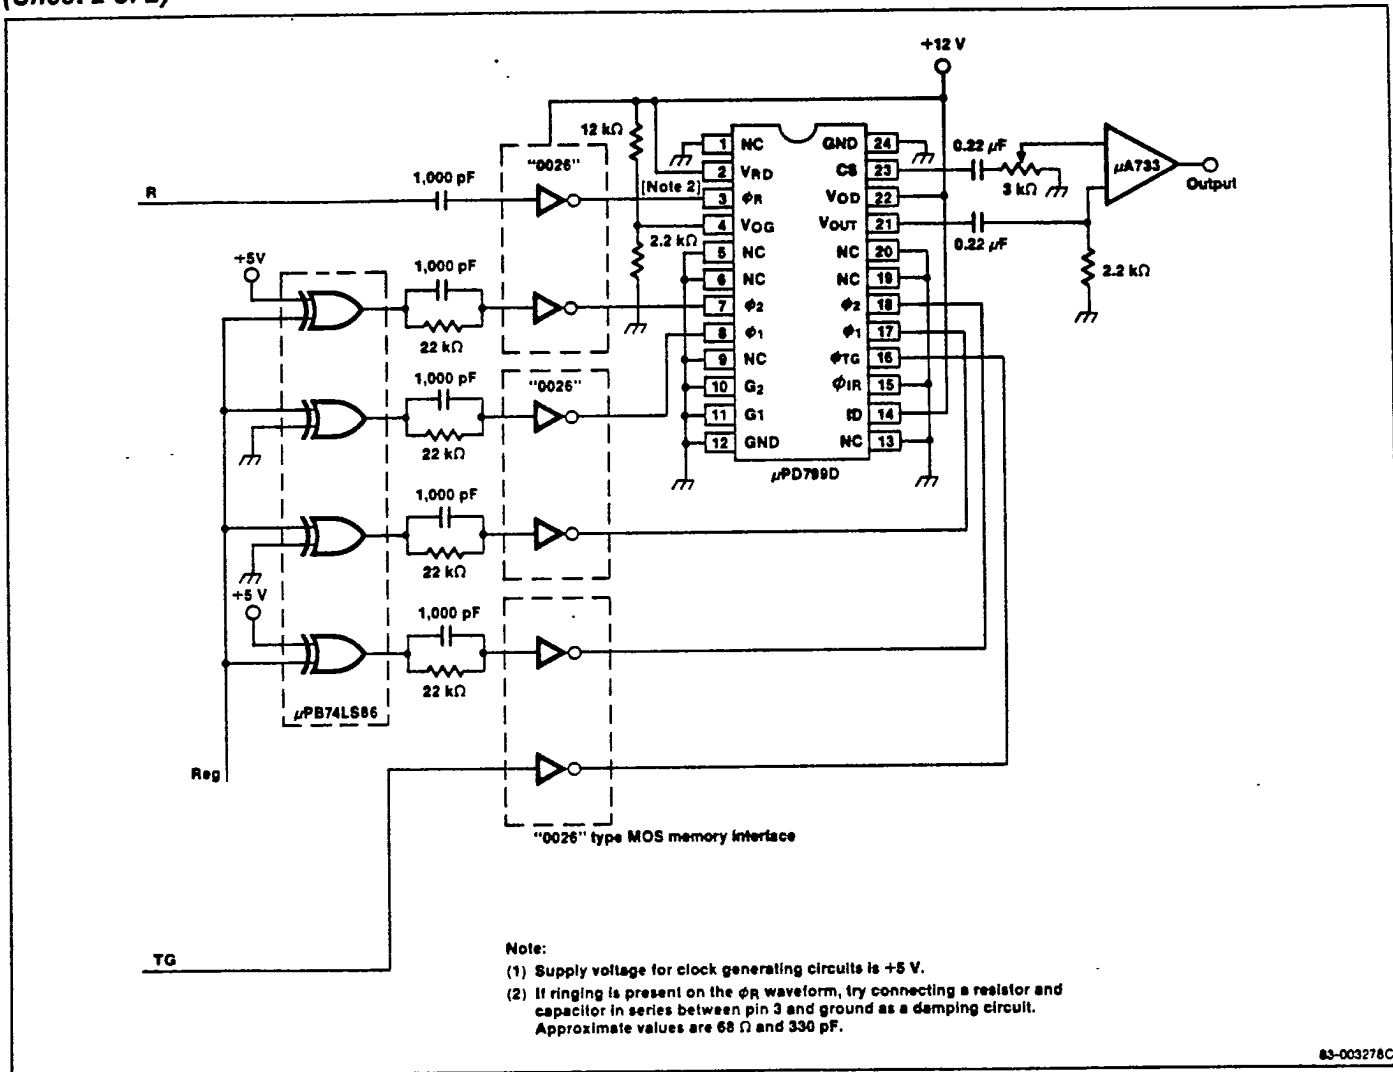 +12 V
12 kΩ
"0026"
1,000 pF
[Note 2]
R
2.2 kΩ
+5V
1,000 pF
22 kΩ
1,000 pF
"0026"
22 kΩ
1,000 pF
22 kΩ
+5 V
1,000 pF
22 kΩ
μPB74LS86
Reg
"0026" type MOS memory interface
TG
1 NC
2 VRD
3 ϕR
4 VOG
5 NC
6 NC
7 ϕ2
8 ϕ1
9 NC
10 G2
11 G1
12 GND
GND 24
CS 23
VOD 22
VOUT 21
NC 20
NC 19
ϕ2 18
ϕ1 17
ϕTG 16
ϕIR 15
ID 14
NC 13
μPD799D
0.22 μF
3 kΩ
μA733
Output
0.22 μF
2.2 kΩ
Note:
(1) Supply voltage for clock generating circuits is +5 V.
(2) If ringing is present on the ϕR waveform, try connecting a resistor and
capacitor in series between pin 3 and ground as a damping circuit.
Approximate values are 68 Ω and 330 pF.
83-003278C